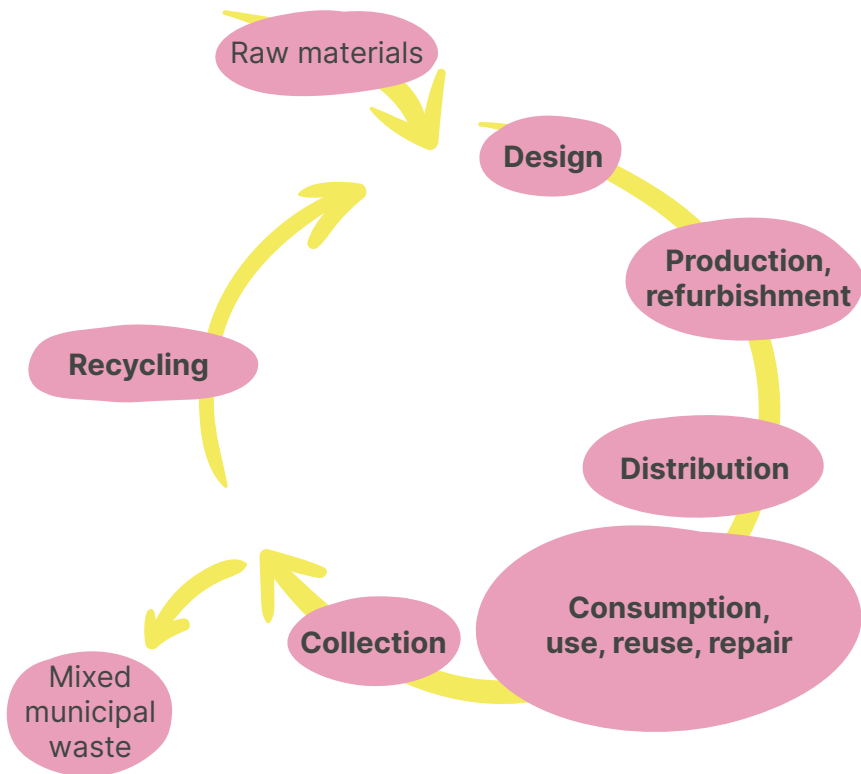 Raw materials
Design
Production,
refurbishment
Distribution
Consumption,
use, reuse, repair
Collection
Mixed
municipal
waste
Recycling